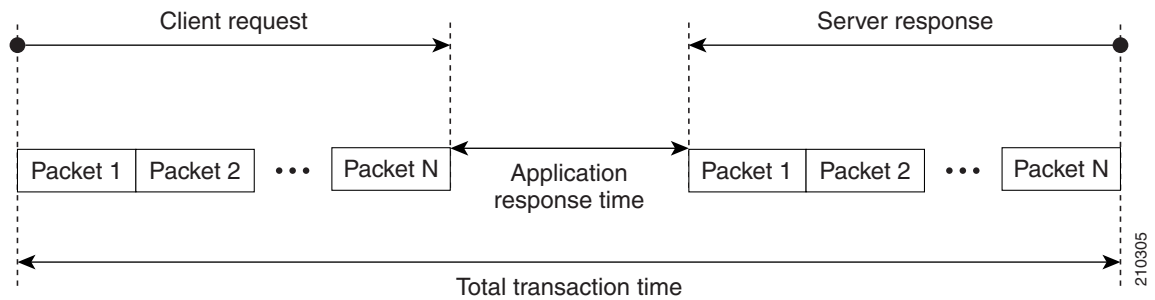 Client request
Server response
Packet 1
Packet 2
•••
Packet N
Application
response time
Packet 1
Packet 2
•••
Packet N
Total transaction time
210305